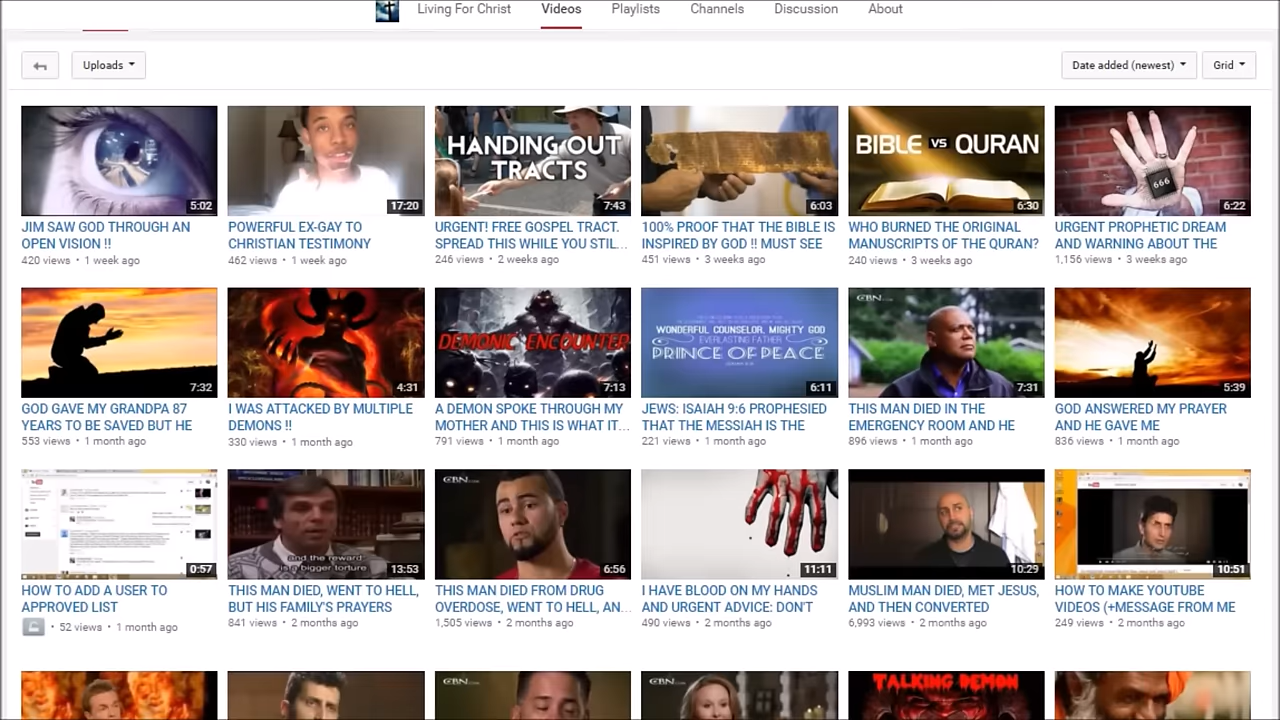 Living For Christ Videos Playlists Channels Discussion About
Uploads Date added (newest) Grid
HANDING OUT
TRACTS
BIBLE VS QURAN
666
5:02 17:20 7:43 6:03 6:30 6:22
JIM SAW GOD THROUGH AN
OPEN VISION !!
420 views • 1 week ago
POWERFUL EX-GAY TO
CHRISTIAN TESTIMONY
462 views • 1 week ago
URGENT! FREE GOSPEL TRACT.
SPREAD THIS WHILE YOU STIL...
246 views • 2 weeks ago
100% PROOF THAT THE BIBLE IS
INSPIRED BY GOD !! MUST SEE
451 views • 3 weeks ago
WHO BURNED THE ORIGINAL
MANUSCRIPTS OF THE QURAN?
240 views • 3 weeks ago
URGENT PROPHETIC DREAM
AND WARNING ABOUT THE
1,156 views • 3 weeks ago
DEMONIC ENCOUNTER
WONDERFUL COUNSELOR, MIGHTY GOD
EVERLASTING FATHER
PRINCE OF PEACE
CBN.com
7:32 4:31 7:13 6:11 7:31 5:39
GOD GAVE MY GRANDPA 87
YEARS TO BE SAVED BUT HE
553 views • 1 month ago
I WAS ATTACKED BY MULTIPLE
DEMONS !!
330 views • 1 month ago
A DEMON SPOKE THROUGH MY
MOTHER AND THIS IS WHAT IT...
791 views • 1 month ago
JEWS: ISAIAH 9:6 PROPHESIED
THAT THE MESSIAH IS THE
221 views • 1 month ago
THIS MAN DIED IN THE
EMERGENCY ROOM AND HE
896 views • 1 month ago
GOD ANSWERED MY PRAYER
AND HE GAVE ME
836 views • 1 month ago
and the reward
is a bigger torture
CBN.com
0:57 13:53 6:56 11:11 10:29 10:51
HOW TO ADD A USER TO
APPROVED LIST
• 52 views • 1 month ago
THIS MAN DIED, WENT TO HELL,
BUT HIS FAMILY'S PRAYERS
841 views • 2 months ago
THIS MAN DIED FROM DRUG
OVERDOSE, WENT TO HELL, AN...
1,505 views • 2 months ago
I HAVE BLOOD ON MY HANDS
AND URGENT ADVICE: DON'T
490 views • 2 months ago
MUSLIM MAN DIED, MET JESUS,
AND THEN CONVERTED
6,993 views • 2 months ago
HOW TO MAKE YOUTUBE
VIDEOS (+MESSAGE FROM ME
249 views • 2 months ago
CBN.com CBN.com TALKING DEMON